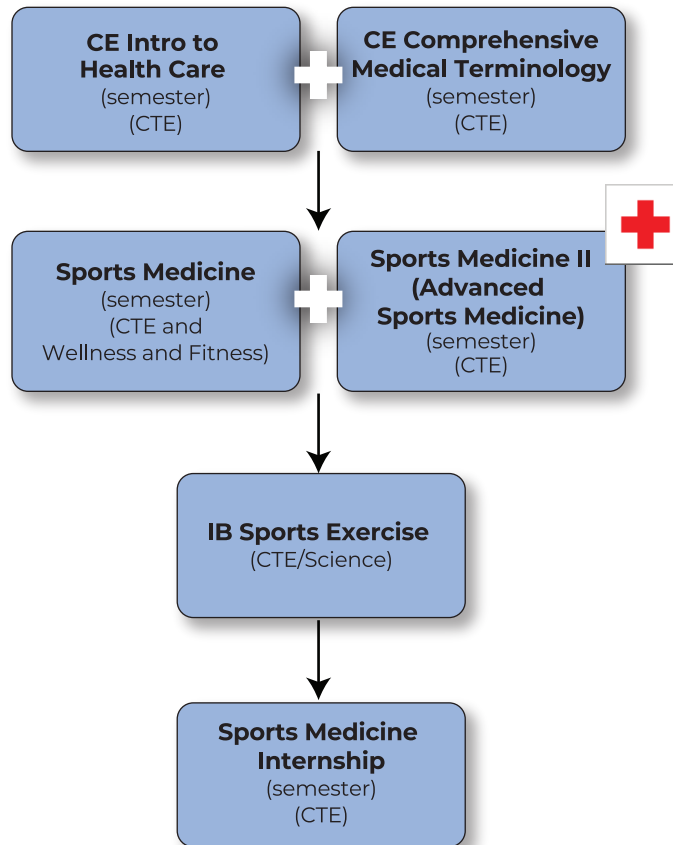 CE Intro to
Health Care
(semester)
(CTE)
CE Comprehensive
Medical Terminology
(semester)
(CTE)
Sports Medicine
(semester)
(CTE and
Wellness and Fitness)
Sports Medicine II
(Advanced
Sports Medicine)
(semester)
(CTE)
IB Sports Exercise
(CTE/Science)
Sports Medicine
Internship
(semester)
(CTE)